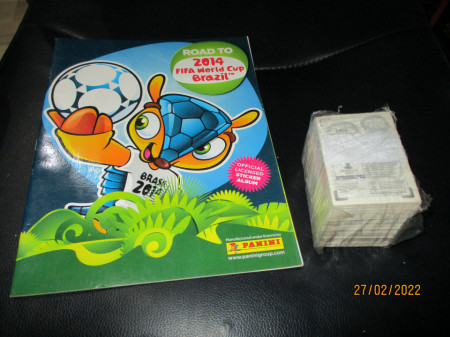 ROAD TO
2014
FIFA World Cup
Brazil™
OFFICIAL
LICENSED
STICKER
ALBUM
BRASIL
2014
PANINI
www.paninigroup.com
27/02/2022